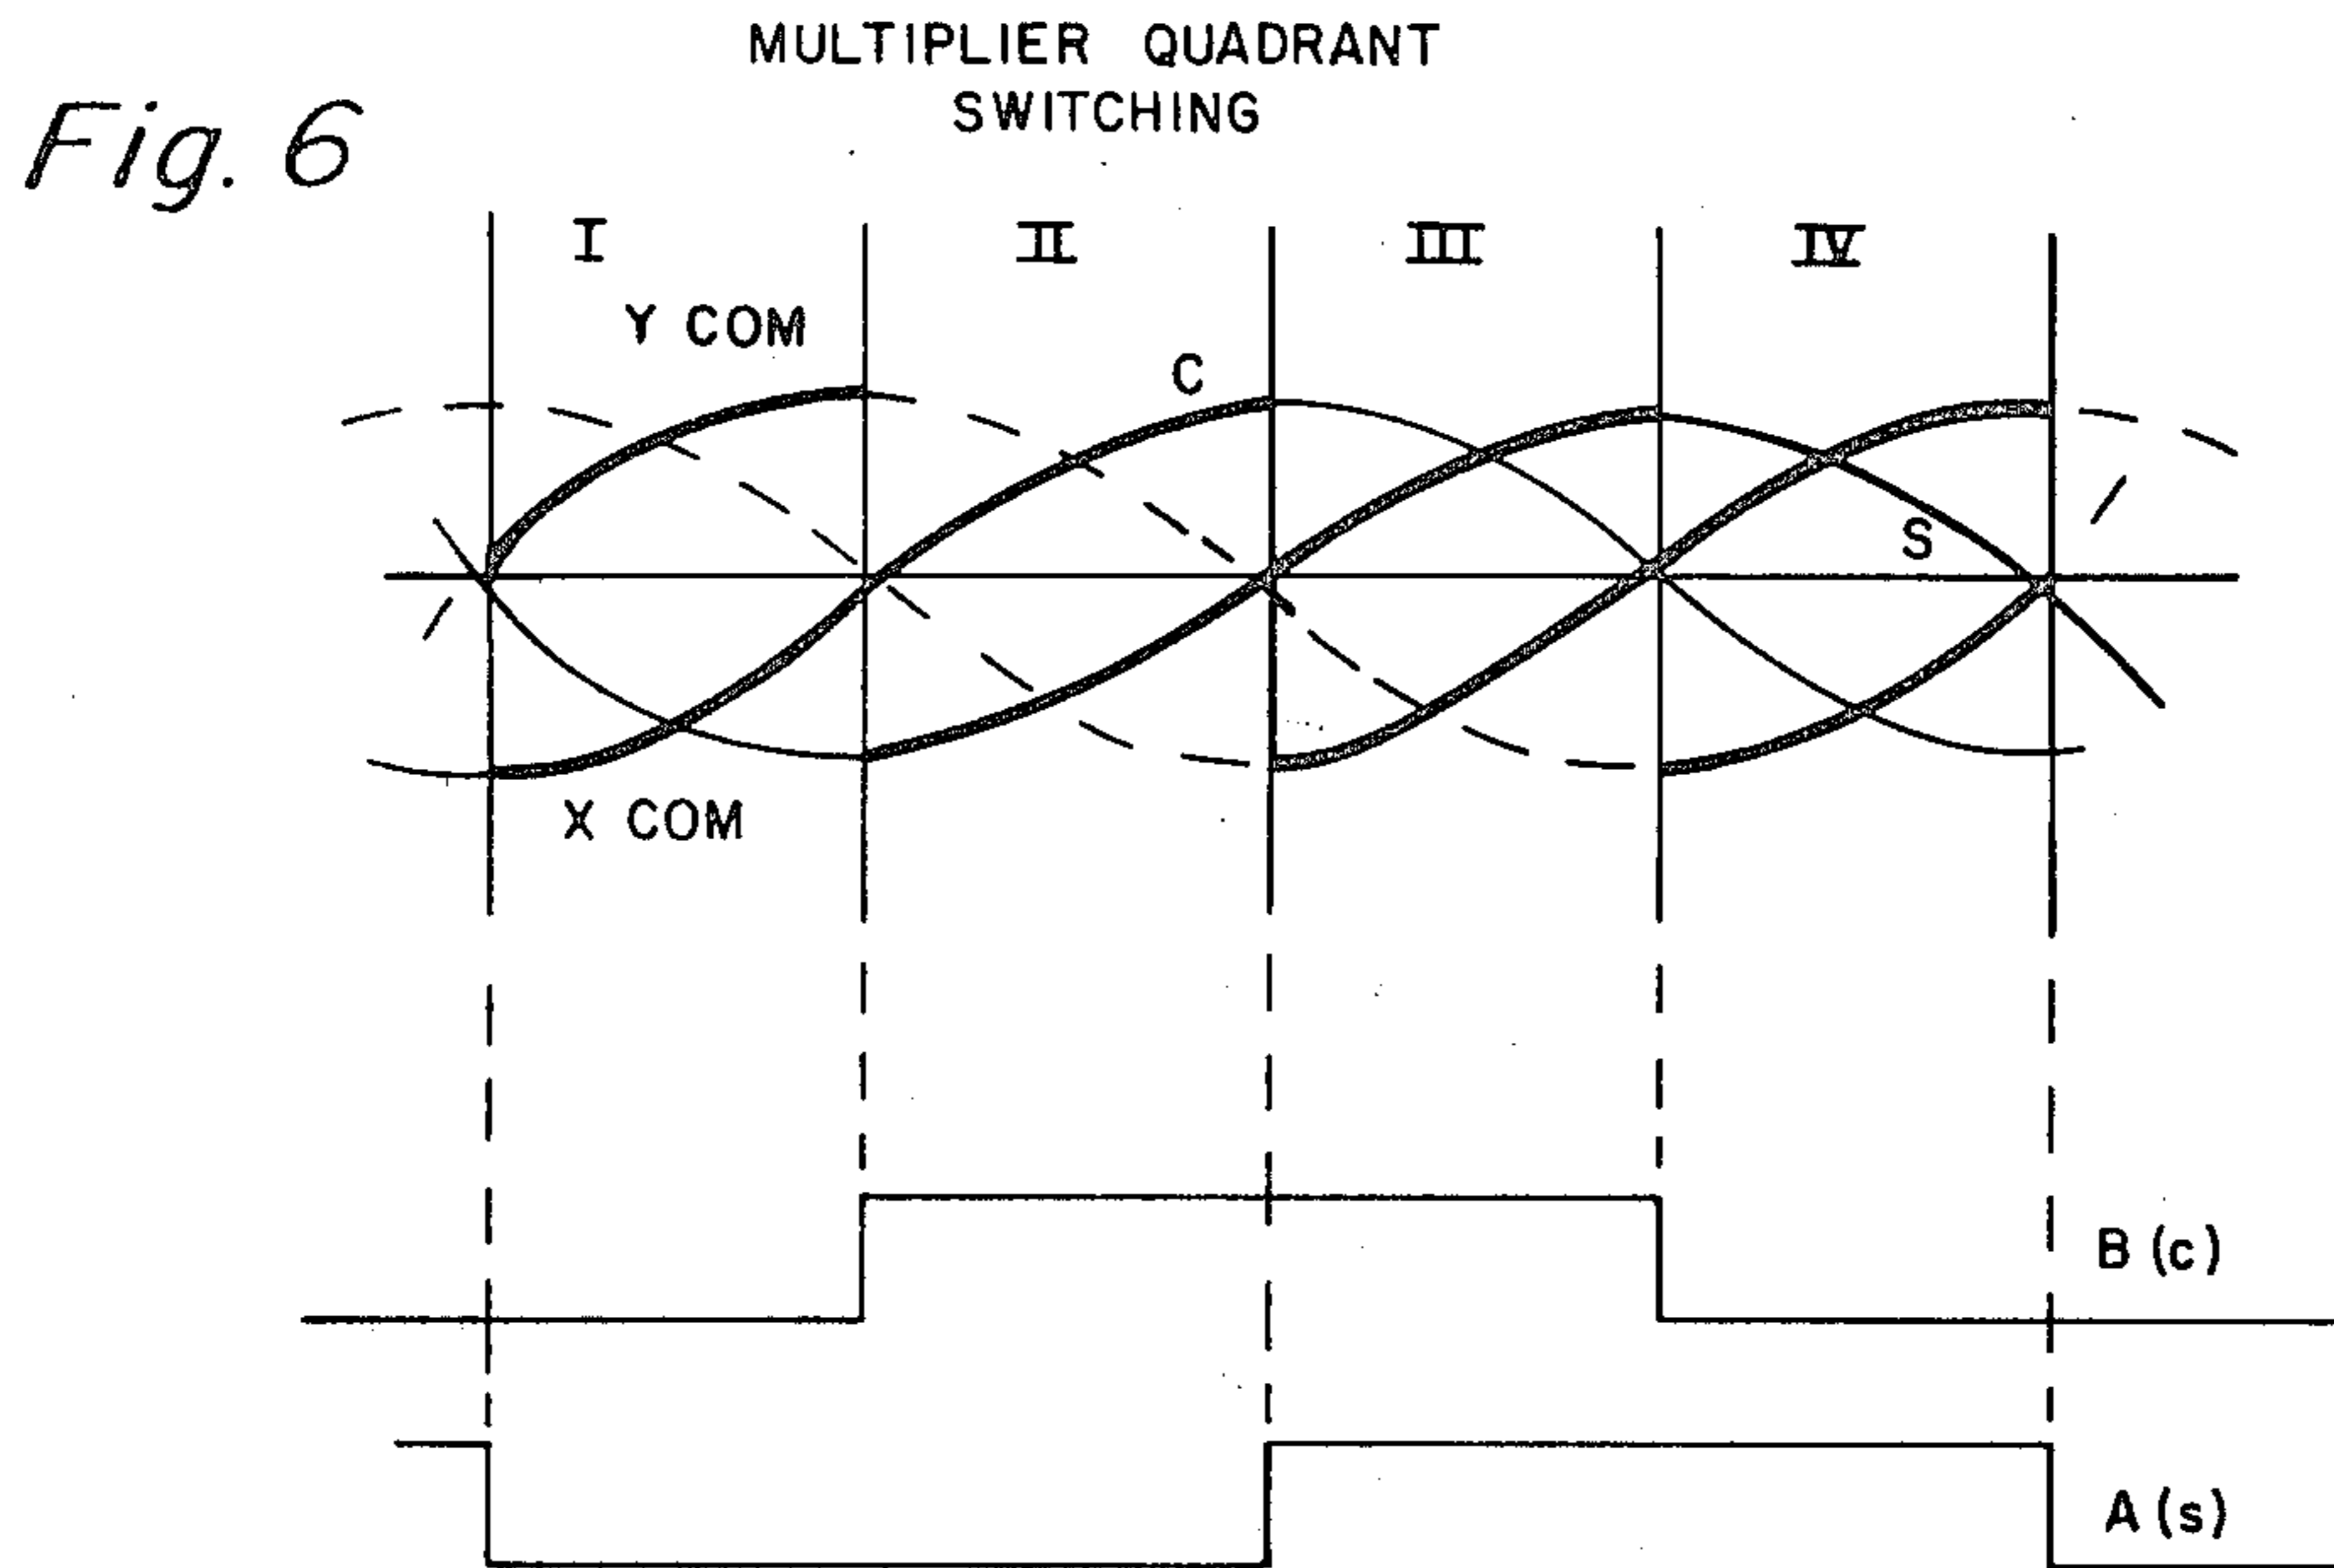 MULTIPLIER QUADRANT
SWITCHING
Fig. 6
I II III IV
Y COM
C
S
X COM
B (c)
A (s)